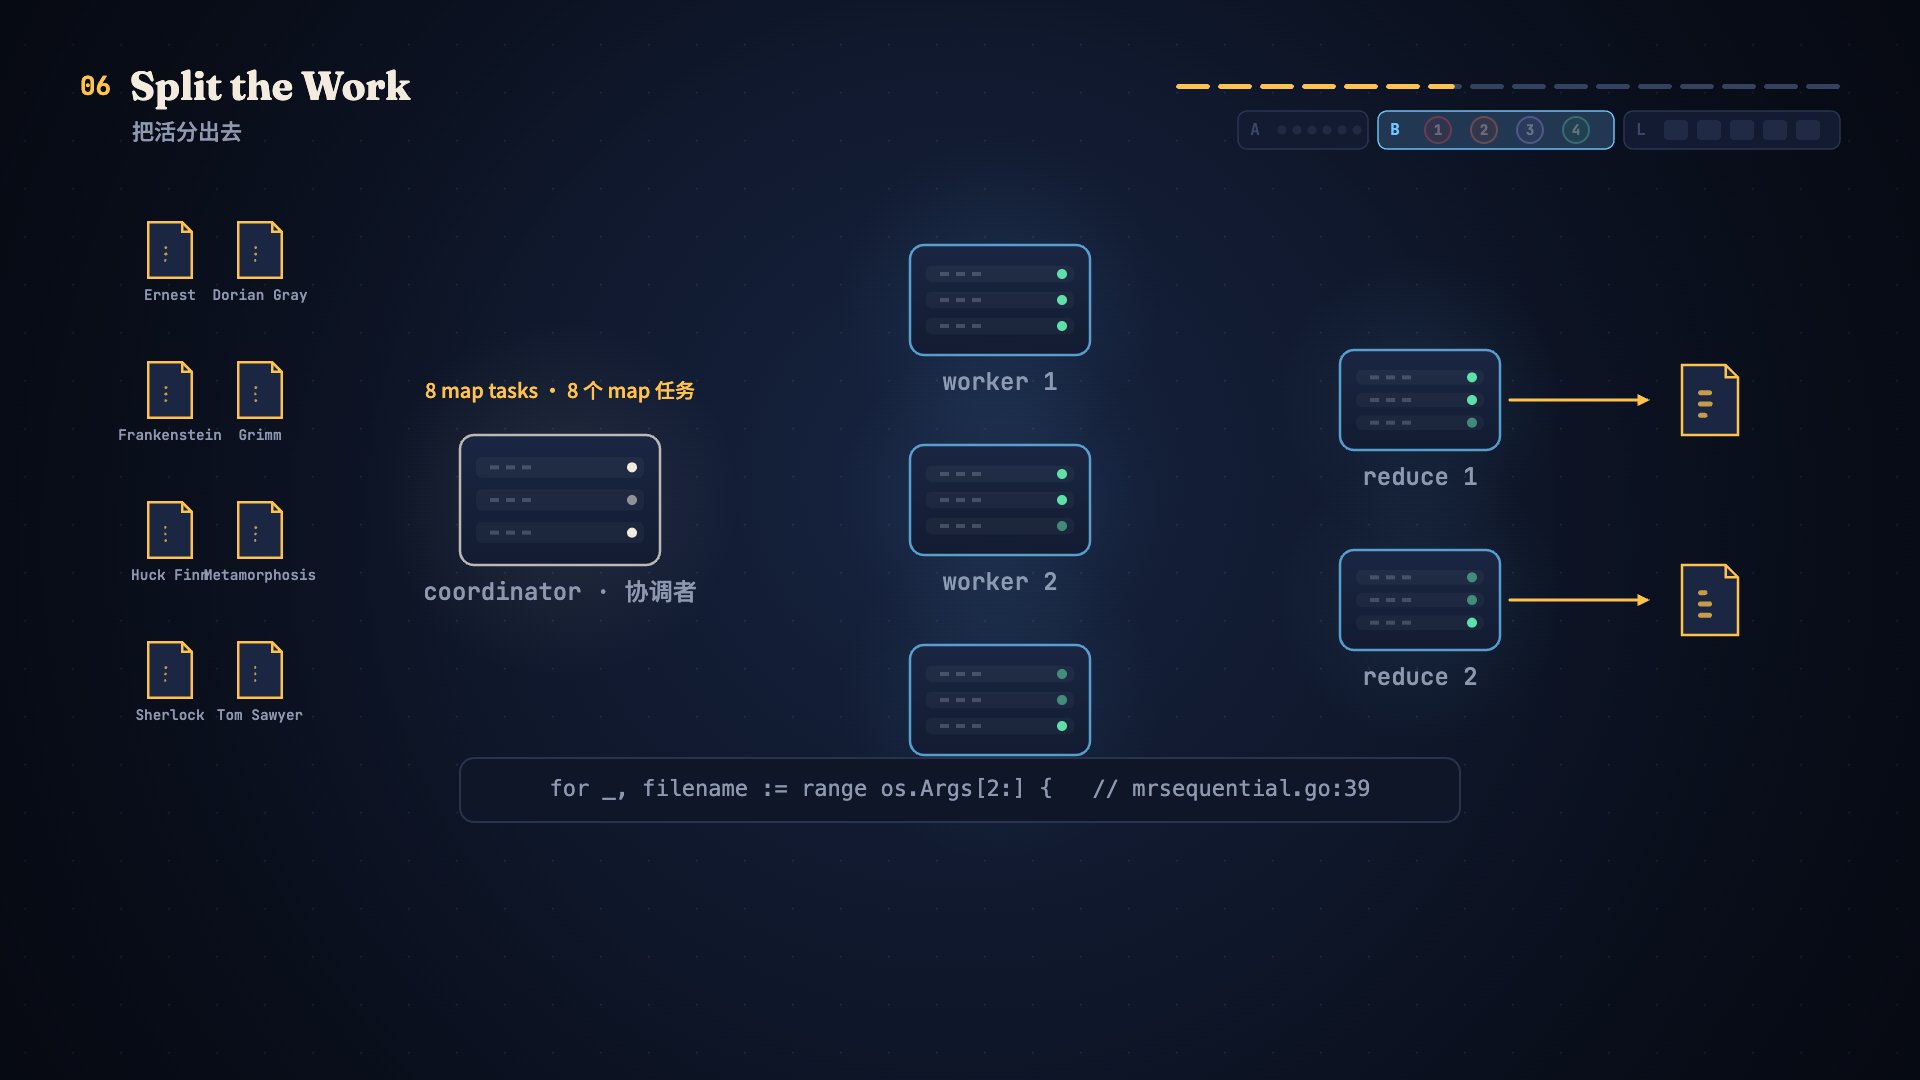 06 Split the Work
把活分出去
A
B 1 2 3 4
L
Ernest Dorian Gray
Frankenstein Grimm
Huck Finn Metamorphosis
Sherlock Tom Sawyer
8 map tasks · 8 个 map 任务
coordinator · 协调者
worker 1
worker 2
reduce 1
reduce 2
for _, filename := range os.Args[2:] { // mrsequential.go:39